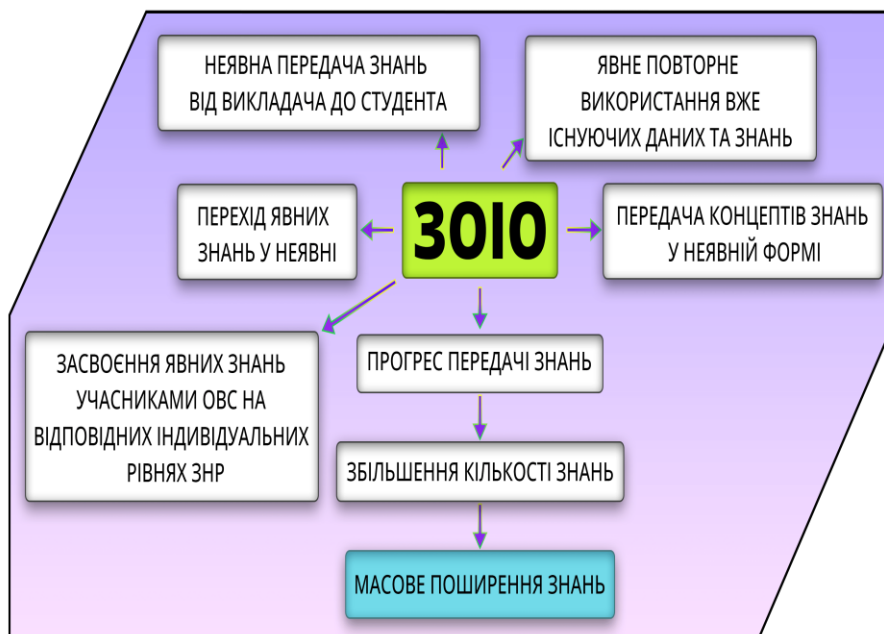 НЕЯВНА ПЕРЕДАЧА ЗНАНЬ
ВІД ВИКЛАДАЧА ДО СТУДЕНТА
ЯВНЕ ПОВТОРНЕ
ВИКОРИСТАННЯ ВЖЕ
ІСНУЮЧИХ ДАНИХ ТА ЗНАНЬ
ПЕРЕХІД ЯВНИХ
ЗНАНЬ У НЕЯВНІ
ЗОІО
ПЕРЕДАЧА КОНЦЕПТІВ ЗНАНЬ
У НЕЯВНІЙ ФОРМІ
ЗАСВОЄННЯ ЯВНИХ ЗНАНЬ
УЧАСНИКАМИ ОВС НА
ВІДПОВІДНИХ ІНДИВІДУАЛЬНИХ
РІВНЯХ ЗНР
ПРОГРЕС ПЕРЕДАЧІ ЗНАНЬ
ЗБІЛЬШЕННЯ КІЛЬКОСТІ ЗНАНЬ
МАСОВЕ ПОШИРЕННЯ ЗНАНЬ